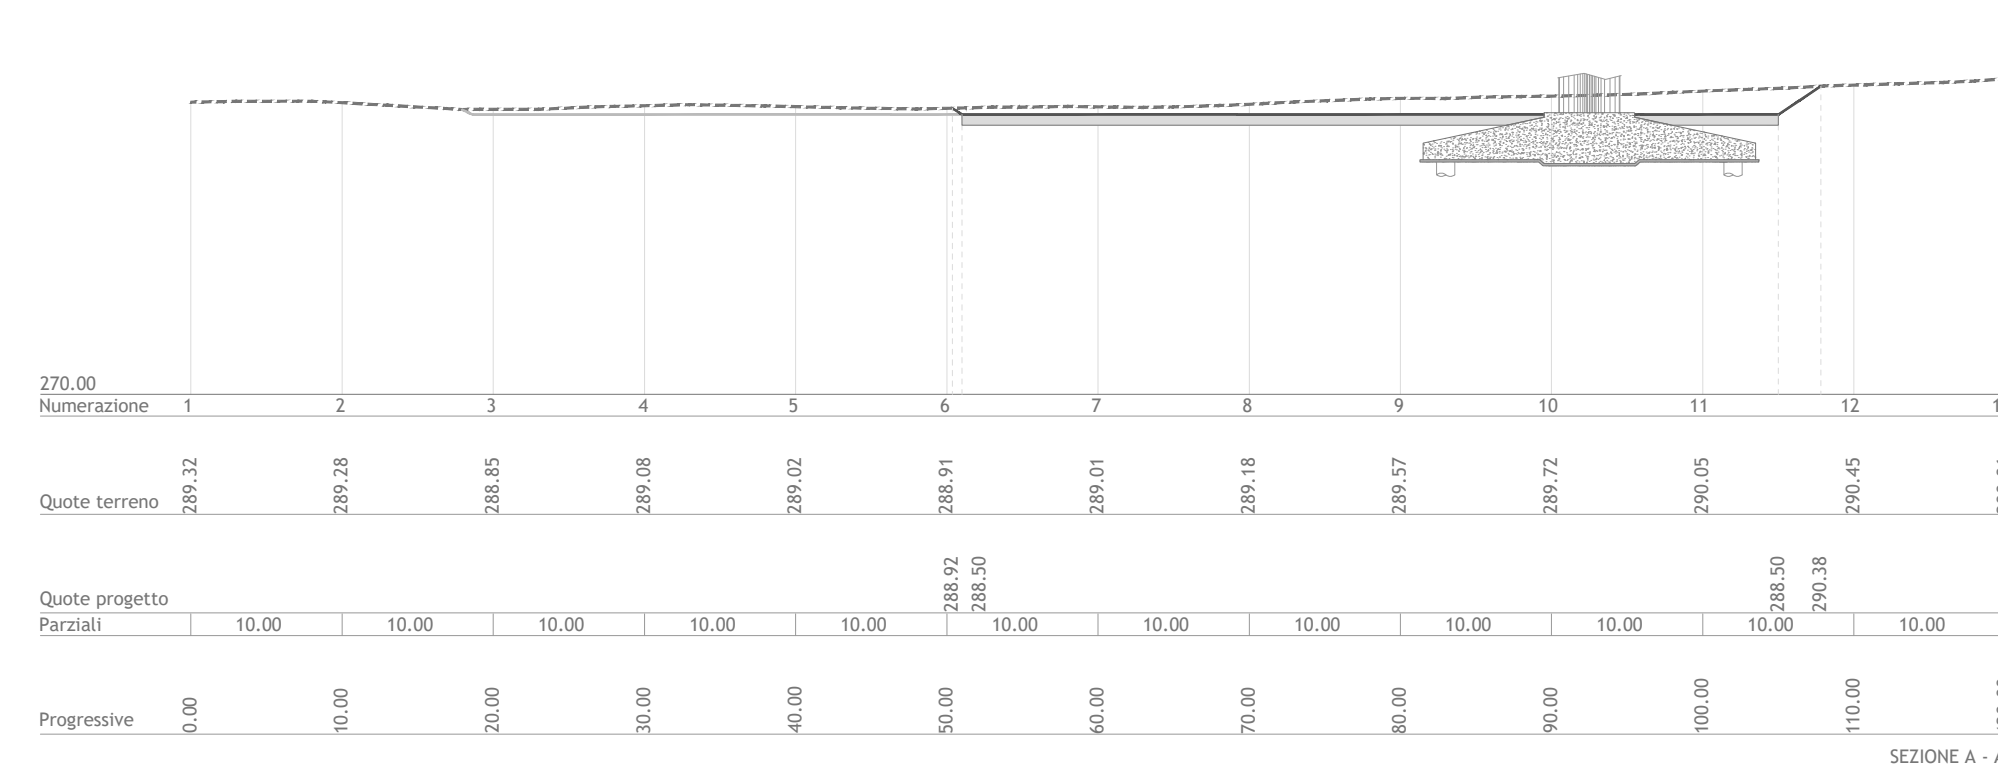 270.00
Numerazione 1 2 3 4 5 6 7 8 9 10 11 12
Quote terreno 289.32 289.28 288.85 289.08 289.02 288.91 289.01 289.18 289.57 289.72 290.05 290.45
Quote progetto 288.92 288.50 288.50 290.38
Parziali 10.00 10.00 10.00 10.00 10.00 10.00 10.00 10.00 10.00 10.00 10.00 10.00
Progressive 0.00 10.00 20.00 30.00 40.00 50.00 60.00 70.00 80.00 90.00 100.00 110.00
SEZIONE A -